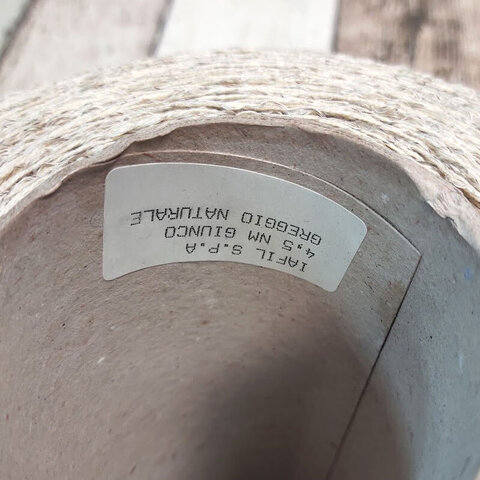 IAFIL S.P.A
4,5 NM GIUNCO
GREGGIO NATURALE